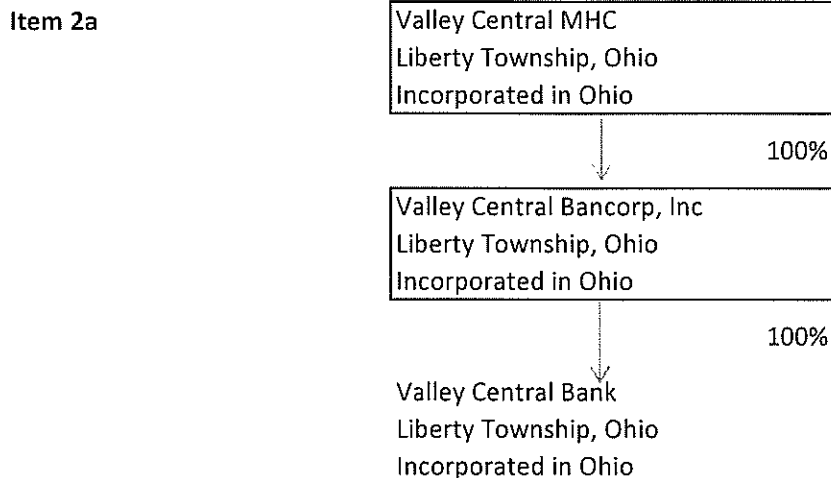 Item 2a
Valley Central MHC
Liberty Township, Ohio
Incorporated in Ohio
100%
Valley Central Bancorp, Inc
Liberty Township, Ohio
Incorporated in Ohio
100%
Valley Central Bank
Liberty Township, Ohio
Incorporated in Ohio